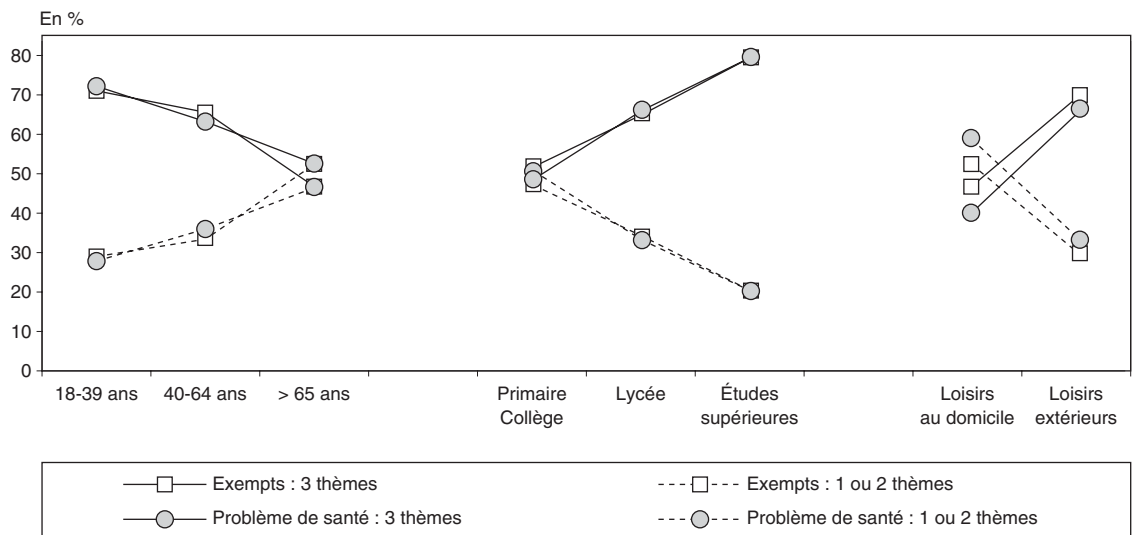 En %
80
70
60
50
40
30
20
10
0
18-39 ans 40-64 ans > 65 ans Primaire Lycée Études Loisirs Loisirs
Collège supérieures au domicile extérieurs
Exempts : 3 thèmes Exempts : 1 ou 2 thèmes
Problème de santé : 3 thèmes Problème de santé : 1 ou 2 thèmes